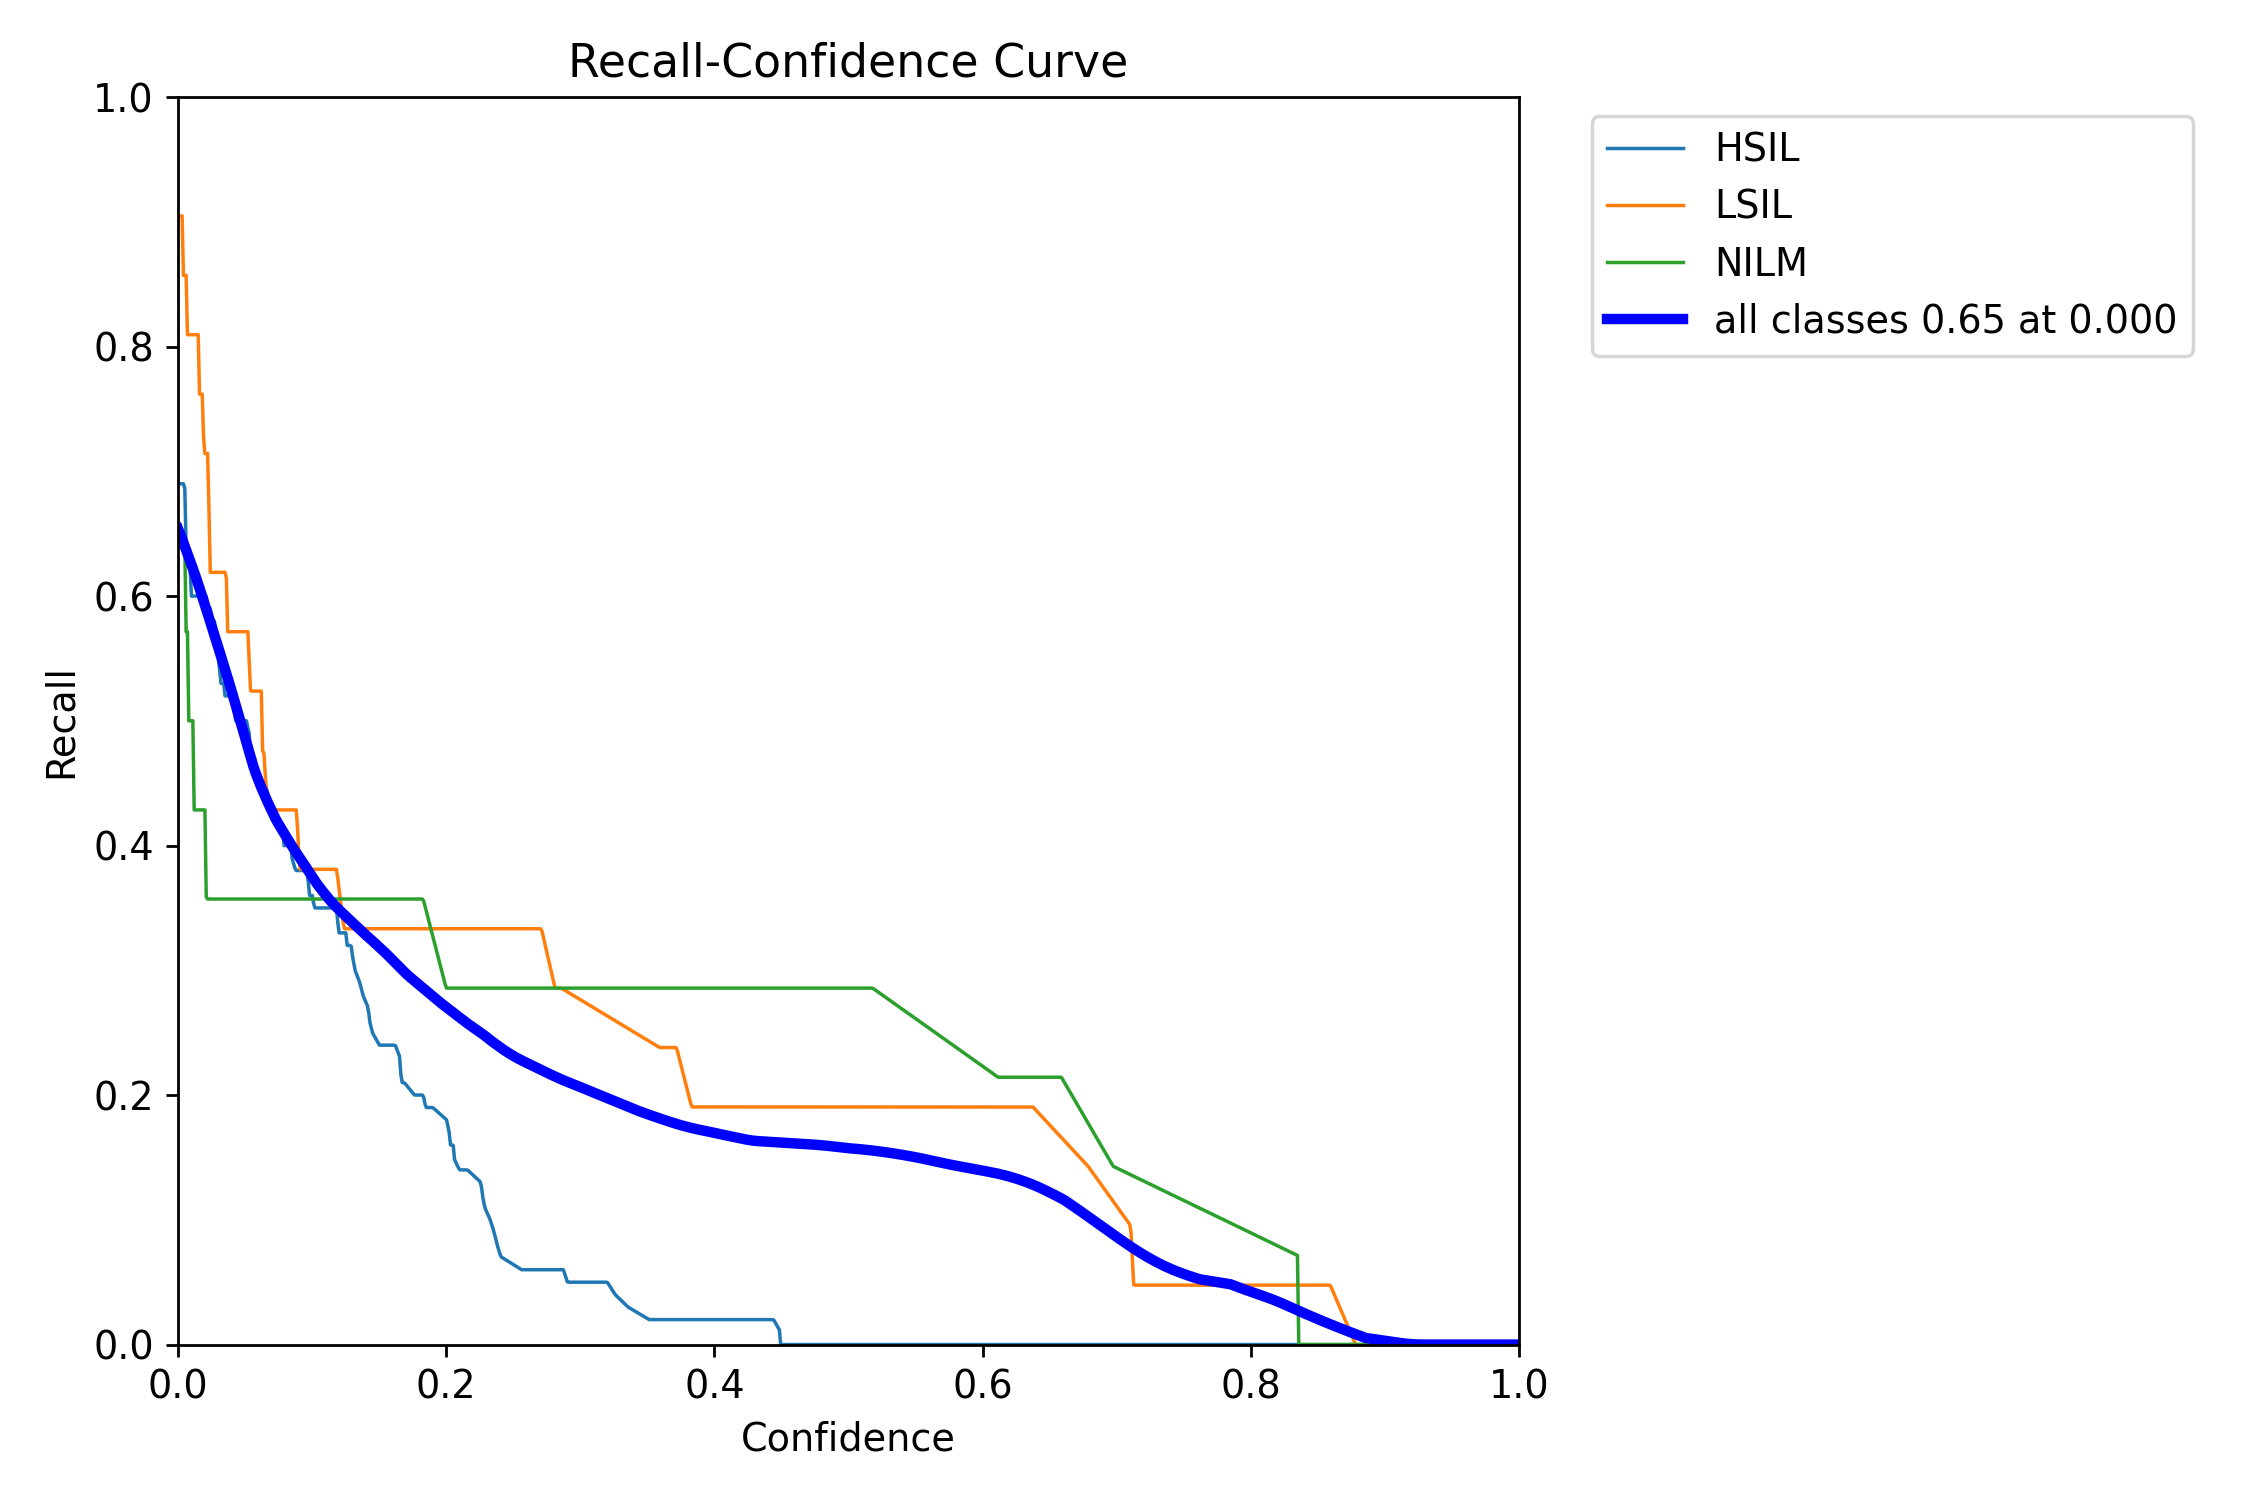 Recall-Confidence Curve
1.0
0.8
0.6
0.4
0.2
0.0
Recall
0.0 0.2 0.4 0.6 0.8 1.0
Confidence
HSIL
LSIL
NILM
all classes 0.65 at 0.000